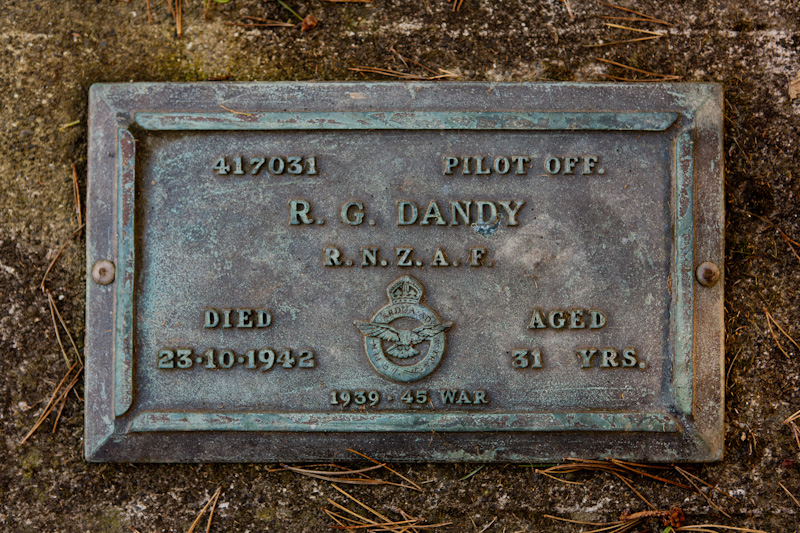 417031 PILOT OFF.
R. G. DANDY
R.N.Z.A.F.
DIED AGED
23·10·1942 31 YRS.
1939-45 WAR